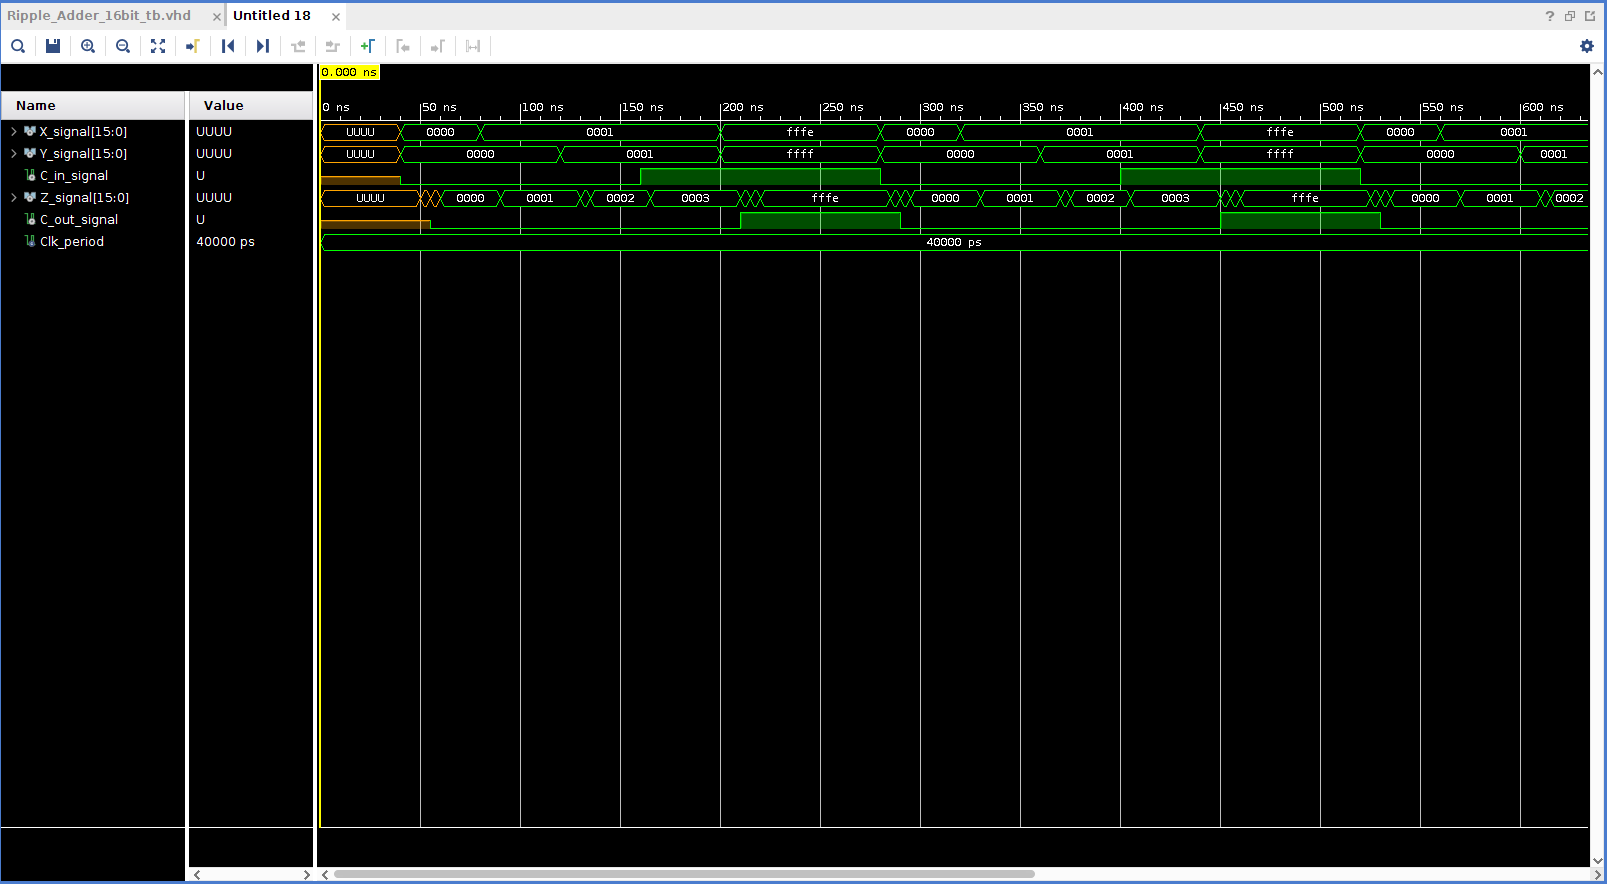 Ripple_Adder_16bit_tb.vhd × Untitled 18 ×
?
0.000 ns
Name Value
0 ns 50 ns 100 ns 150 ns 200 ns 250 ns 300 ns 350 ns 400 ns 450 ns 500 ns 550 ns 600 ns
X_signal[15:0] UUUU UUUU 0000 0001 fffe 0000 0001 fffe 0000 0001
Y_signal[15:0] UUUU UUUU 0000 0001 ffff 0000 0001 ffff 0000 0001
C_in_signal U
Z_signal[15:0] UUUU UUUU 0000 0001 0002 0003 fffe 0000 0001 0002 0003 fffe 0000 0001 0002
C_out_signal U
Clk_period 40000 ps 40000 ps